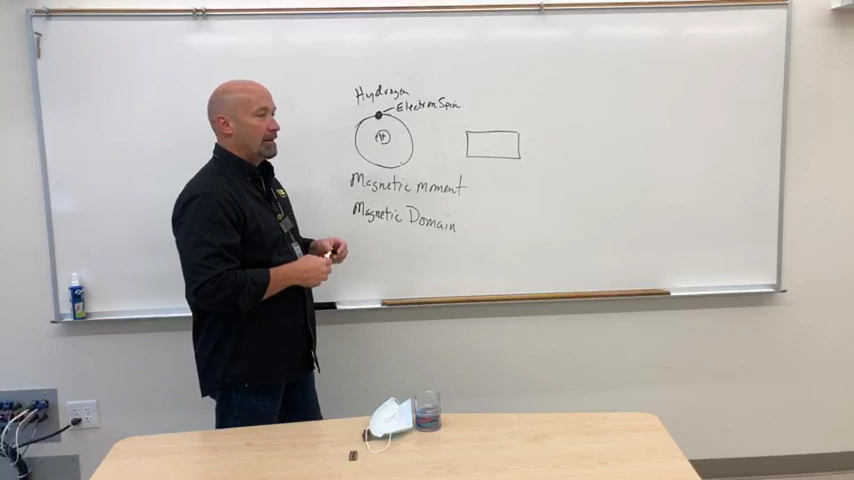 Hydrogen
Electron Spin
H+
Magnetic moment
Magnetic Domain